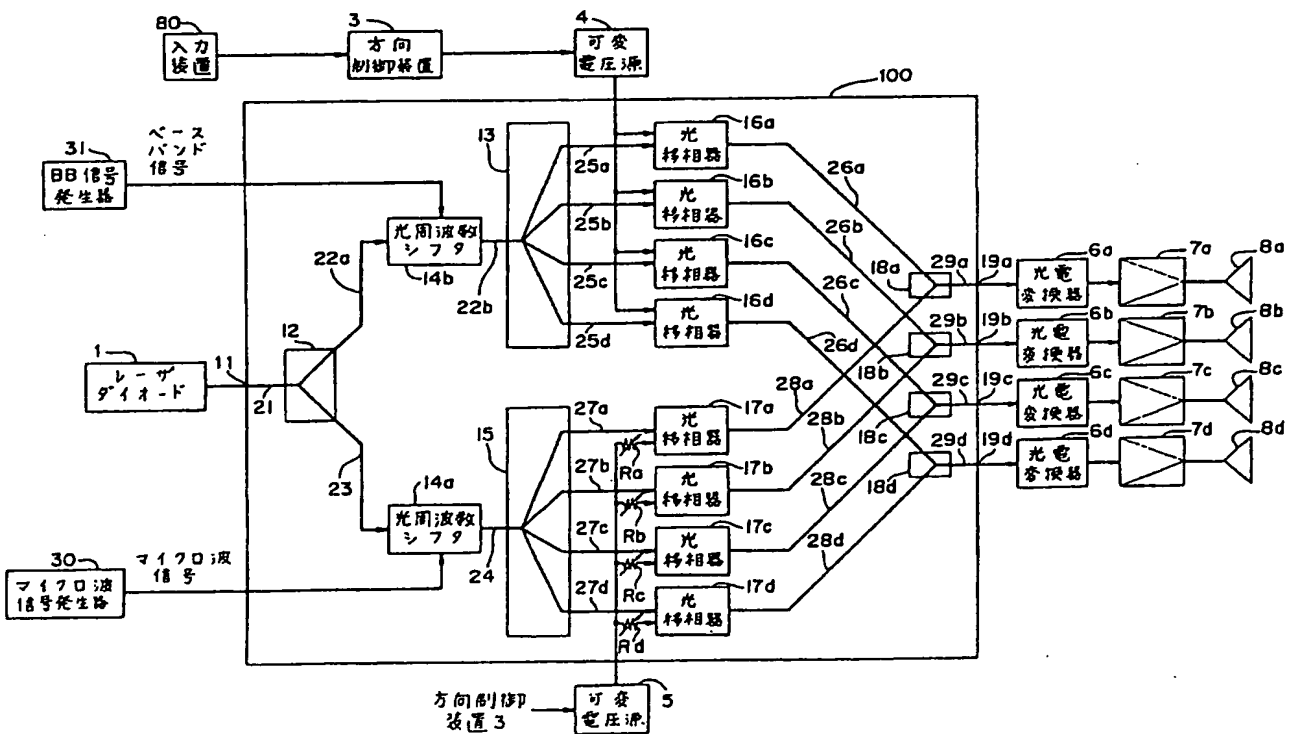 80
入力
装置
3
方向
制御装置
4
可変
電圧源
100
31
BB信号
発生路
ベース
バンド
信号
22a
光周波数
シフタ
14b
22b
13
25a
25b
25c
25d
光
移相器
16a
光
移相器
16b
光
移相器
16c
光
移相器
16d
26a
26b
26c
26d
1
レーザ
ダイオード
11
21
12
23
14a
光周波数
シフタ
24
30
マイクロ波
信号発生路
マイクロ波
信号
15
27a
27b
27c
27d
Ra
Rb
Rc
Rd
光
移相器
17a
光
移相器
17b
光
移相器
17c
光
移相器
17d
28a
28b
28c
28d
18a
18b
18c
18d
29a
29b
29c
29d
19a
19b
19c
19d
6a
光電
変換器
6b
光電
変換器
6c
光電
変換器
6d
光電
変換器
7a
7b
7c
7d
8a
8b
8c
8d
方向制御
装置3
可変
電圧源
5